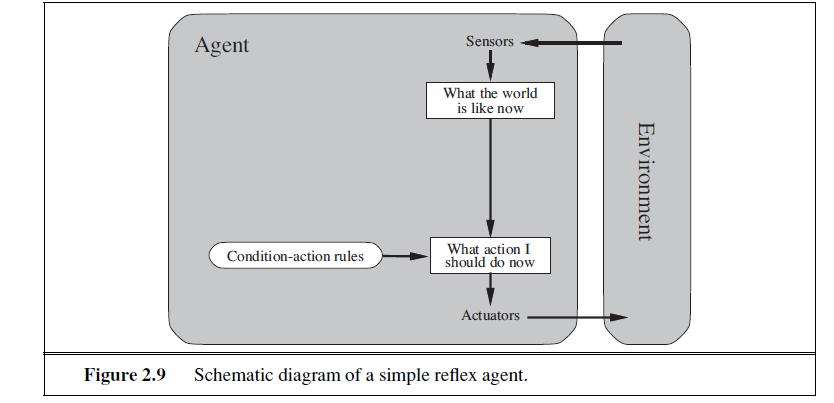 Agent
Sensors
What the world
is like now
Environment
Condition-action rules
What action I
should do now
Actuators
Figure 2.9 Schematic diagram of a simple reflex agent.